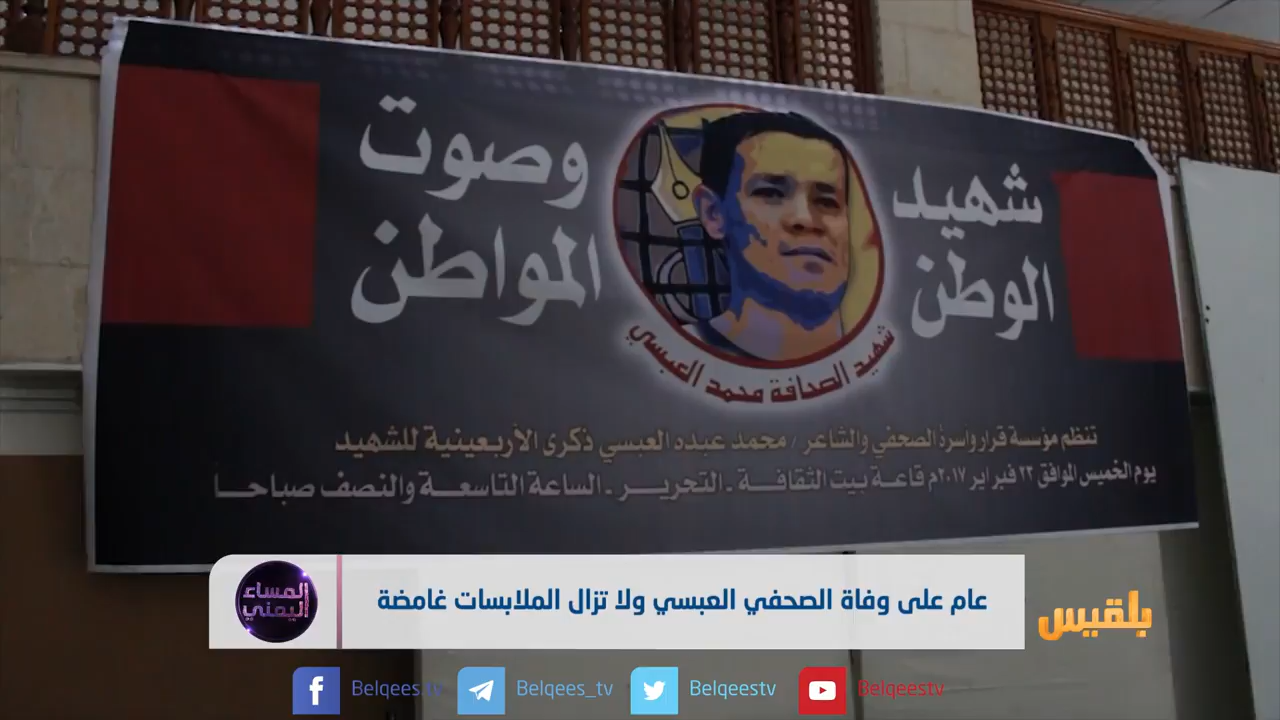 شهيد
الوطن
وصوت
المواطن
شهيد الصحافة محمد العبسي
تنظم مؤسسة قرار وأسرة الصحفي والشاعر / محمد عبده العبسي ذكرى الأربعينية للشهيد
يوم الخميس الموافق ٢٣ فبراير ٢٠١٧م قاعة بيت الثقافة - التحرير - الساعة التاسعة والنصف صباحا
عام على وفاة الصحفي العبسي ولا تزال الملابسات غامضة
المساء
اليمني
بلقيس
Belqees.tv
Belqees_tv
Belqeestv
Belqeestv